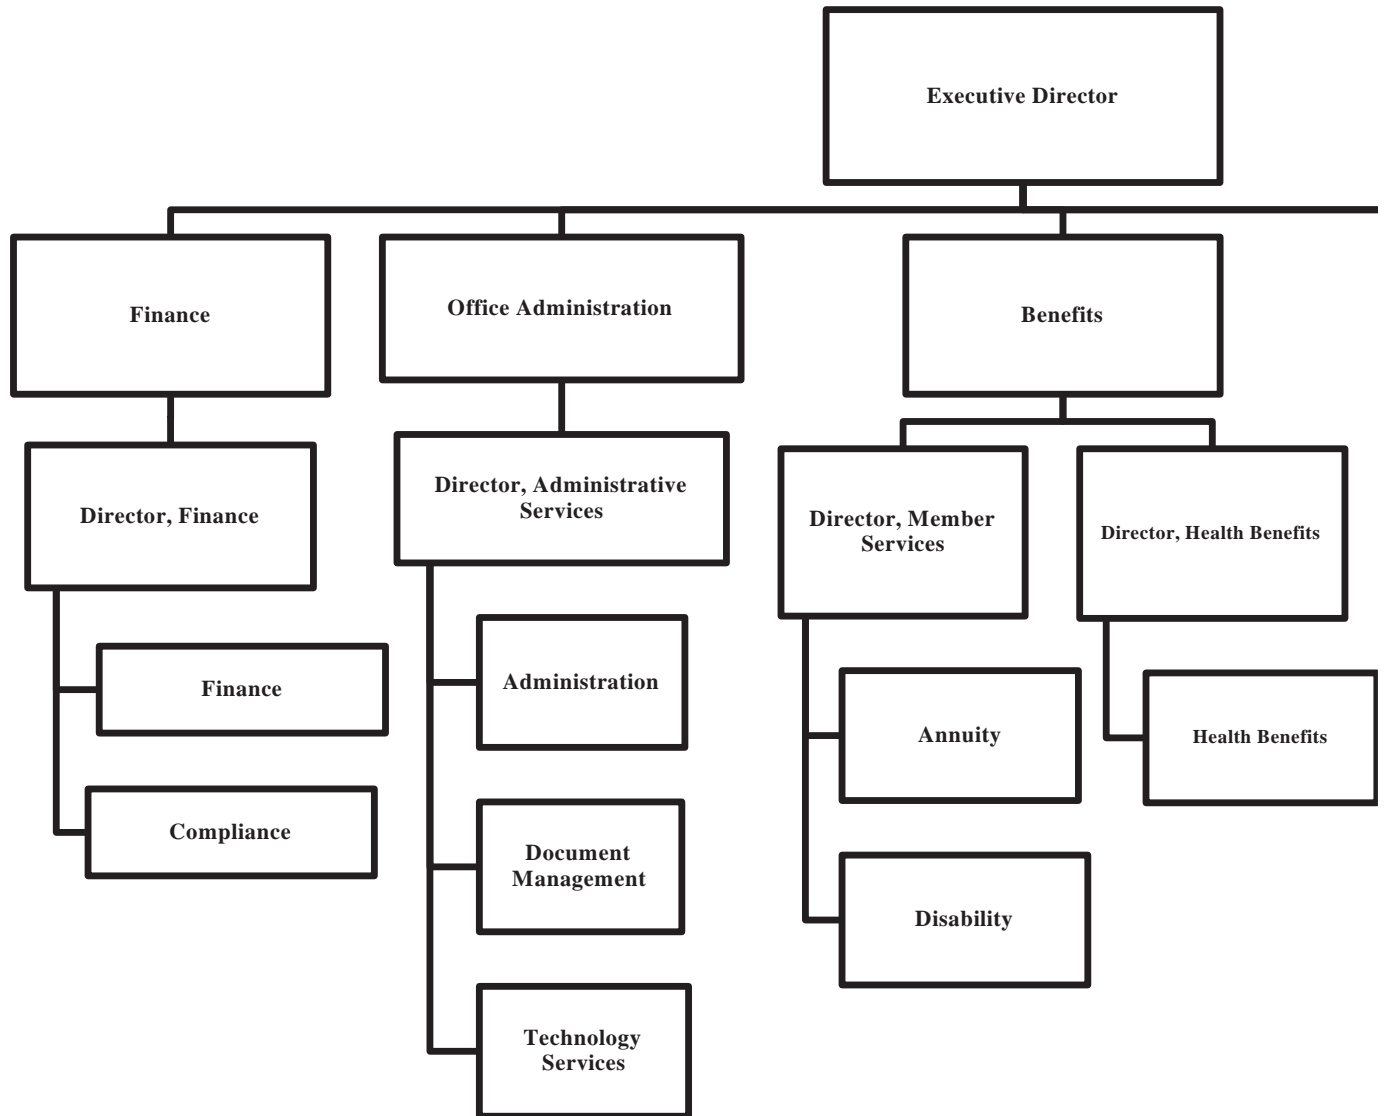 Executive Director
Finance
Office Administration
Benefits
Director, Finance
Director, Administrative
Services
Director, Member
Services
Director, Health Benefits
Finance
Compliance
Administration
Document
Management
Technology
Services
Annuity
Disability
Health Benefits